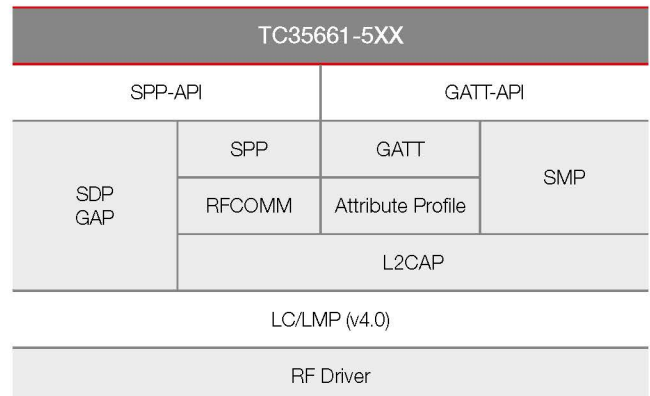 TC35661-5XX
SPP-API
GATT-API
SDP
GAP
SPP
GATT
SMP
RFCOMM
Attribute Profile
L2CAP
LC/LMP (v4.0)
RF Driver